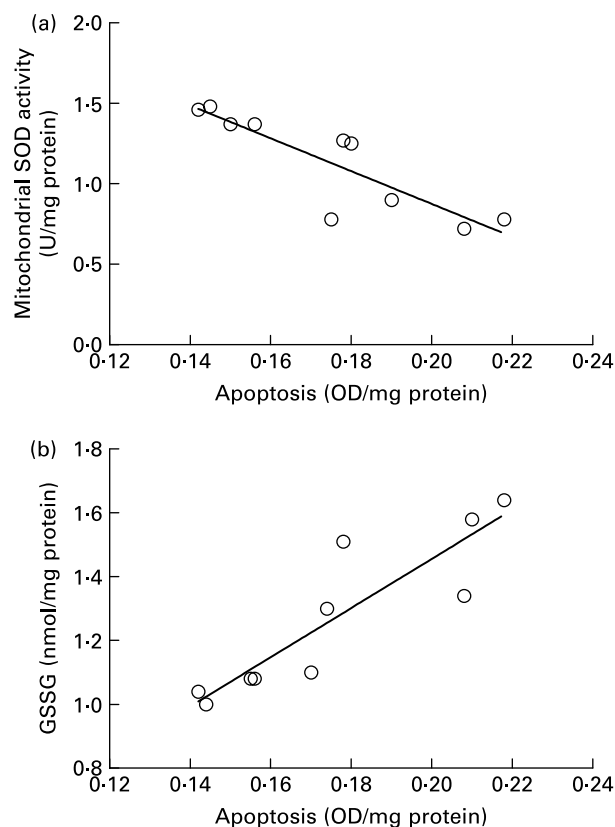 (a)
Mitochondrial SOD activity
(U/mg protein)
2·0
1·5
1·0
0·5
0·0
0·12 0·14 0·16 0·18 0·20 0·22 0·24
Apoptosis (OD/mg protein)
(b)
GSSG (nmol/mg protein)
1·8
1·6
1·4
1·2
1·0
0·8
0·12 0·14 0·16 0·18 0·20 0·22 0·24
Apoptosis (OD/mg protein)